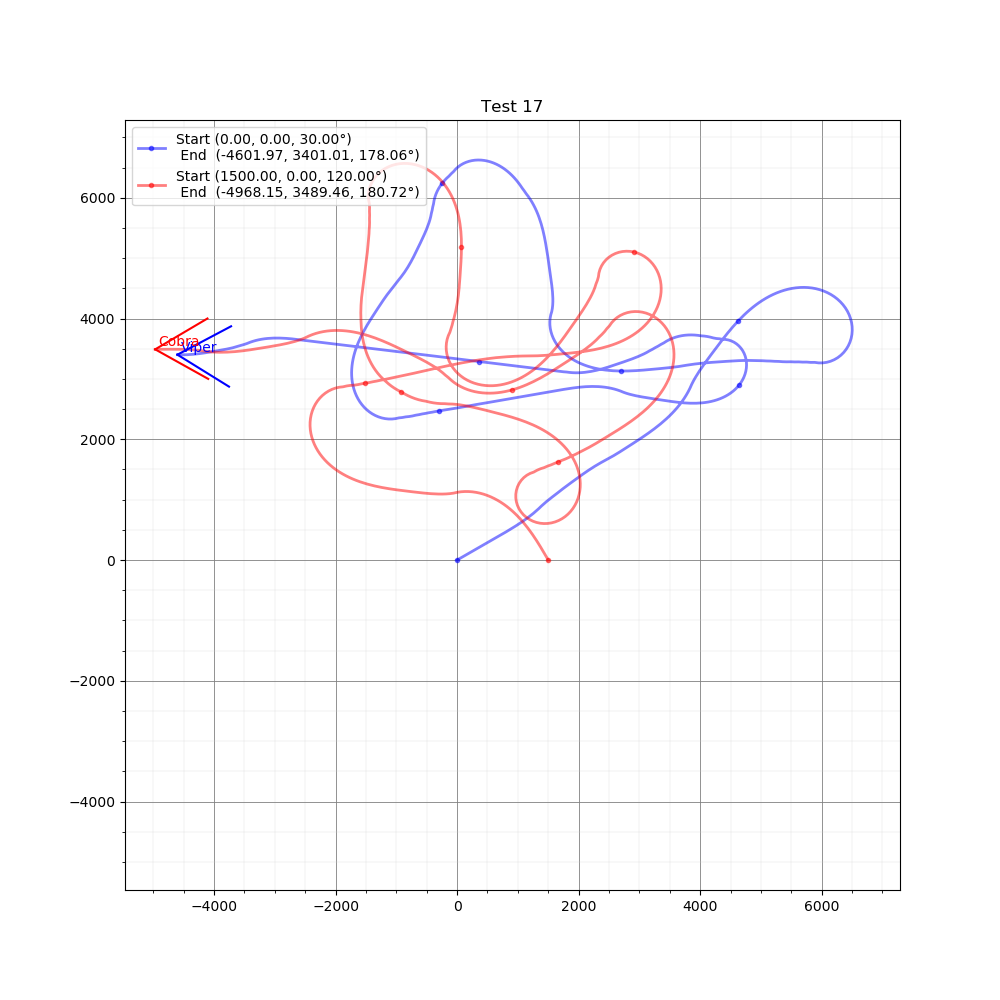 Test 17
Start (0.00, 0.00, 30.00°)
End  (-4601.97, 3401.01, 178.06°)
Start (1500.00, 0.00, 120.00°)
End  (-4968.15, 3489.46, 180.72°)
6000
4000
Cobra
Viper
2000
0
−2000
−4000
−4000 −2000 0 2000 4000 6000